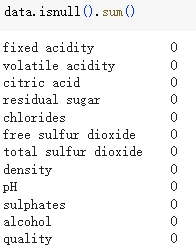 data.isnull().sum()
fixed acidity 0
volatile acidity 0
citric acid 0
residual sugar 0
chlorides 0
free sulfur dioxide 0
total sulfur dioxide 0
density 0
pH 0
sulphates 0
alcohol 0
quality 0